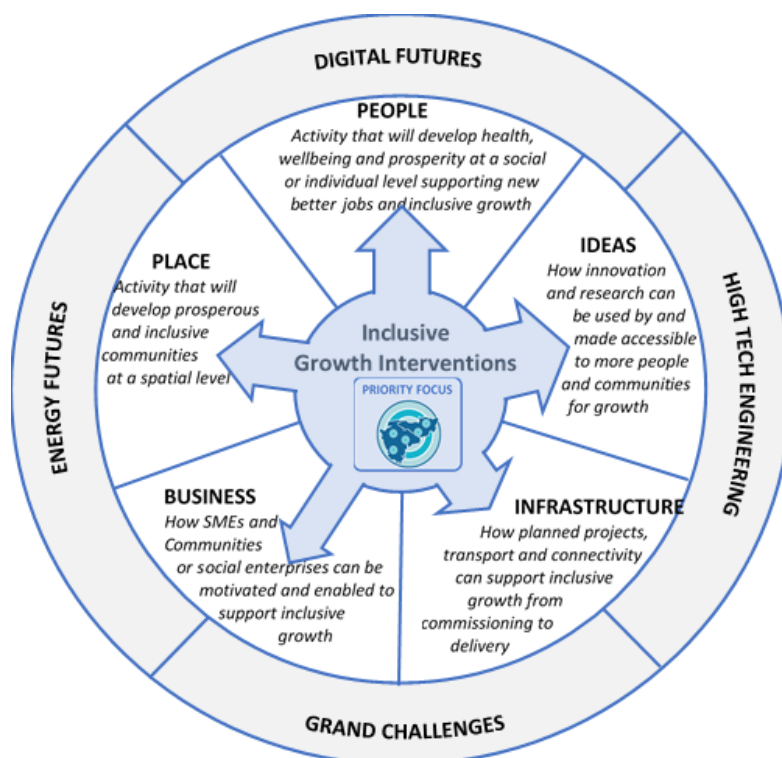 DIGITAL FUTURES
PEOPLE
Activity that will develop health,
wellbeing and prosperity at a social
or individual level supporting new
better jobs and inclusive growth
IDEAS
How innovation
and research can
be used by and
made accessible
to more people
and communities
for growth
HIGH TECH ENGINEERING
PLACE
Activity that will
develop prosperous
and inclusive
communities
at a spatial level
ENERGY FUTURES
Inclusive
Growth Interventions
PRIORITY FOCUS
BUSINESS
How SMEs and
Communities
or social enterprises can be
motivated and enabled to
support inclusive
growth
INFRASTRUCTURE
How planned projects,
transport and connectivity
can support inclusive
growth from
commissioning to
delivery
GRAND CHALLENGES